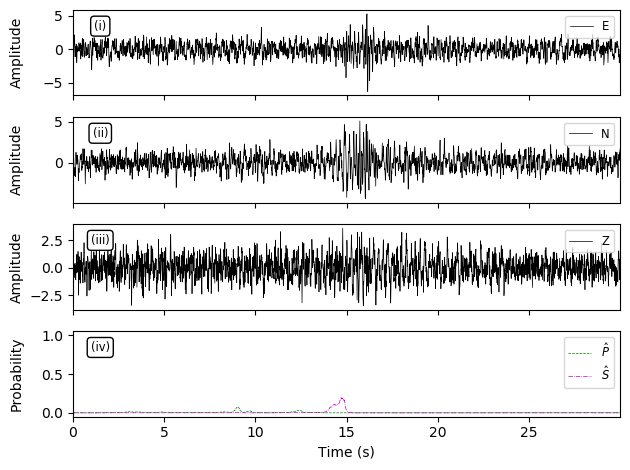 5
(i)
E
Amplitude
0
−5
5
(ii)
N
Amplitude
0
2.5
(iii)
Z
Amplitude
0.0
−2.5
1.0
(iv)
P̂
Probability
0.5
Ŝ
0.0
0 5 10 15 20 25
Time (s)